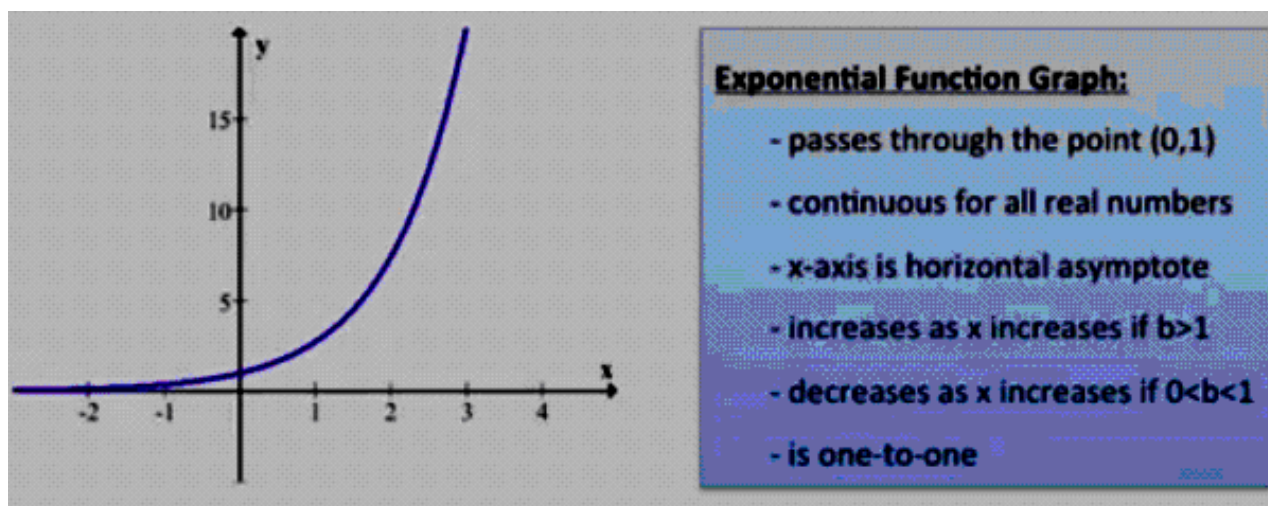 y
15
10
5
x
-2 -1 1 2 3 4
Exponential Function Graph:
- passes through the point (0,1)
- continuous for all real numbers
- x-axis is horizontal asymptote
- increases as x increases if b>1
- decreases as x increases if 0<b<1
- is one-to-one